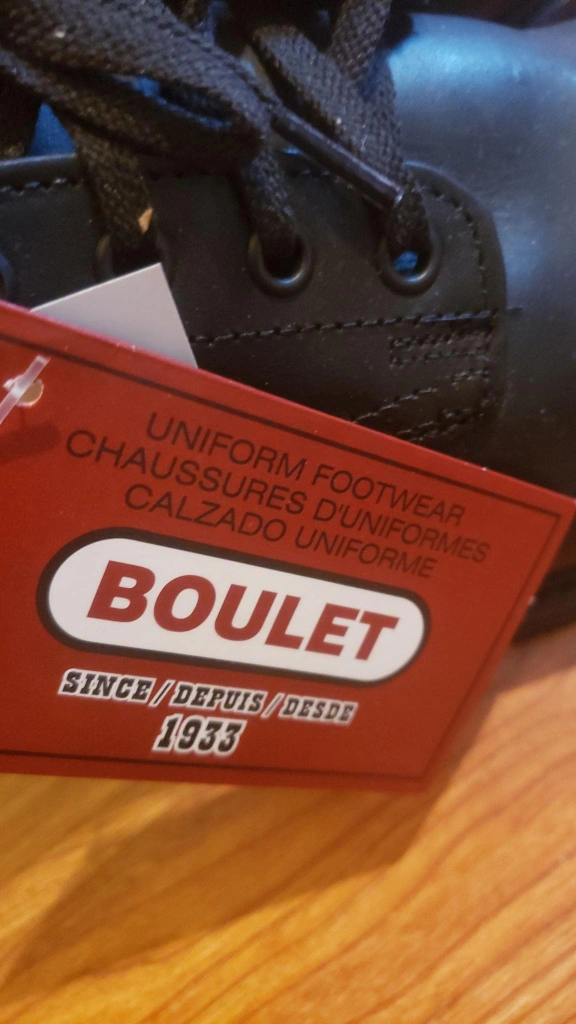 UNIFORM FOOTWEAR
CHAUSSURES D'UNIFORMES
CALZADO UNIFORME
BOULET
SINCE/DEPUIS/DESDE
1933